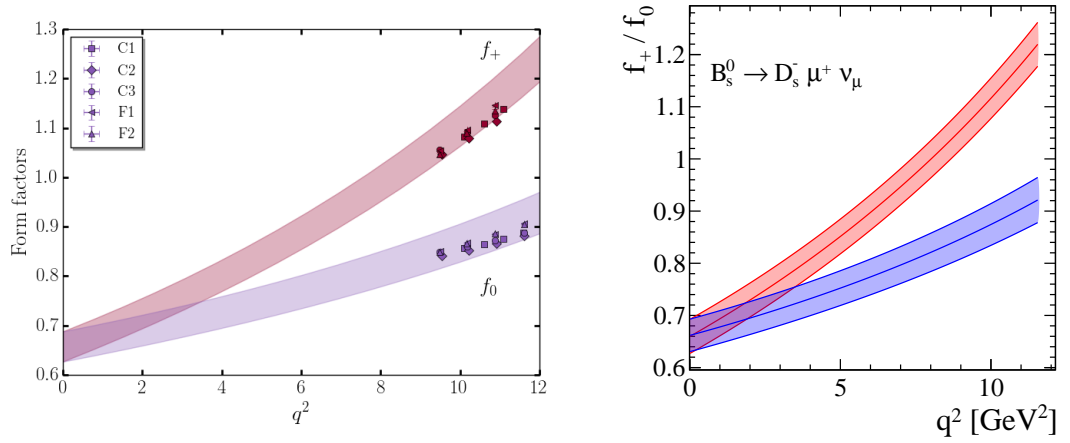 Form factors
1.3
1.2
1.1
1.0
0.9
0.8
0.7
0.6
C1
C2
C3
F1
F2
f₊
f₀
0 2 4 6 8 10 12
q²
f₊ / f₀
1.2
1.1
1
0.9
0.8
0.7
0.6
B⁰ₛ → D⁻ₛ μ⁺ ν_μ
0 5 10
q² [GeV²]